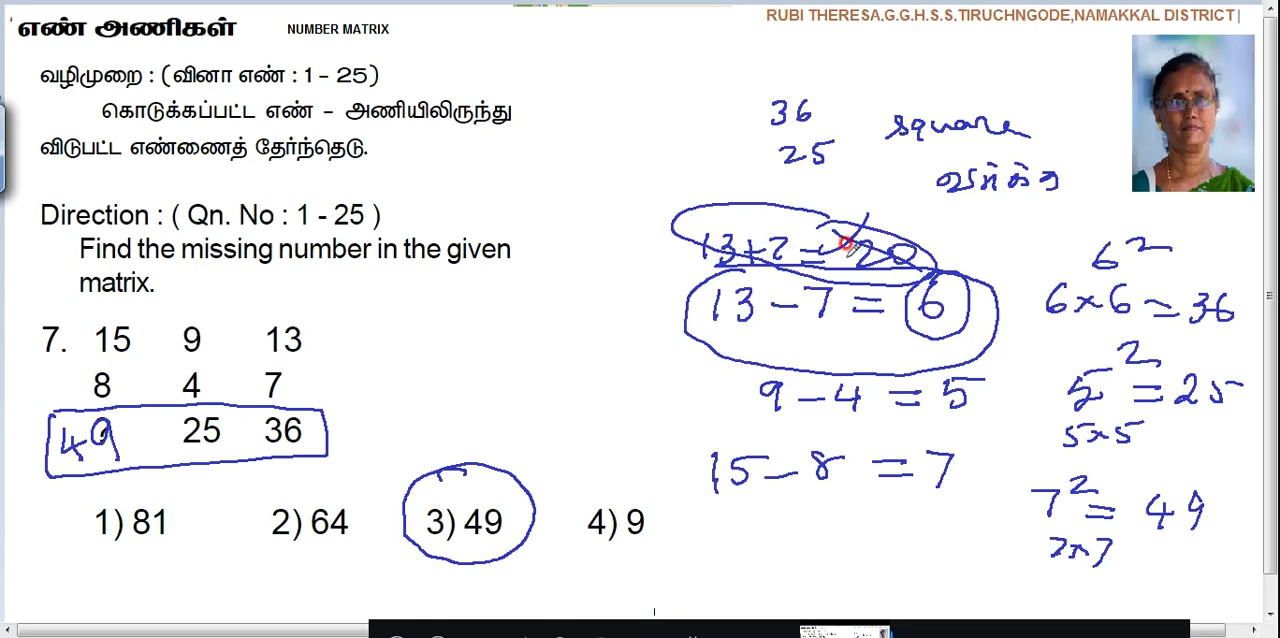 RUBI THERESA,G.G.H.S.S,TIRUCHNGODE,NAMAKKAL DISTRICT
எண் அணிகள் NUMBER MATRIX
வழிமுறை : (வினா எண் : 1 - 25)
கொடுக்கப்பட்ட எண் - அணியிலிருந்து
விடுபட்ட எண்ணைத் தேர்ந்தெடு.
Direction : ( Qn. No : 1 - 25 )
Find the missing number in the given
matrix.
7. 15 9 13
8 4 7
49 25 36
1) 81 2) 64 3) 49 4) 9
36
25
square
வர்க்க
13+7=20
13-7=6
9-4=5
15-8=7
6²
6×6=36
5²=25
5×5
7²=49
7×7